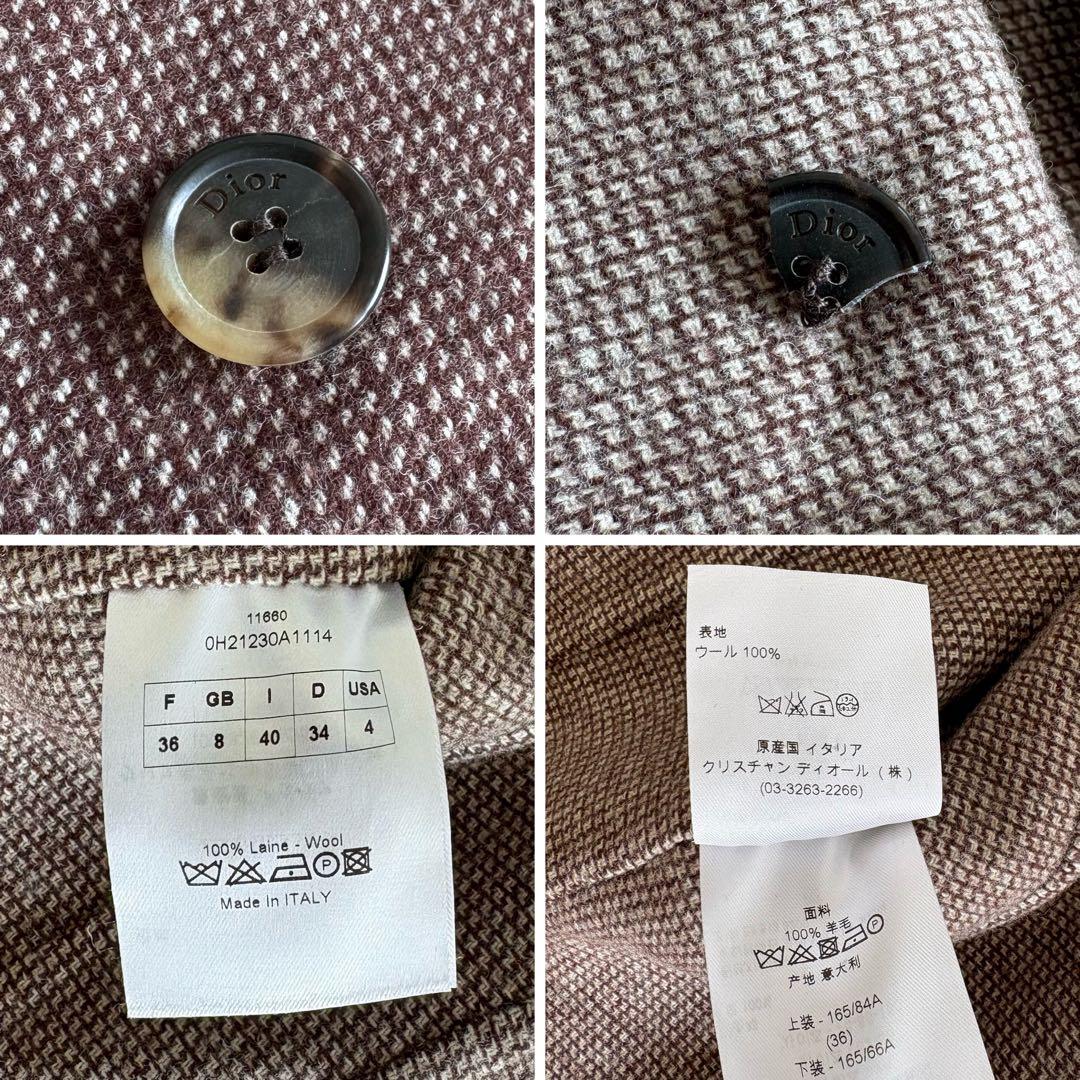 Dior
Dior
11660
0H21230A1114
F GB I D USA
36 8 40 34 4
100% Laine - Wool
P
Made in ITALY
表地
ウール 100%
原産国 イタリア
クリスチャン ディオール (株)
(03-3263-2266)
面料
100% 羊毛
P
产地 意大利
上装 - 165/84A
(36)
下装 - 165/66A